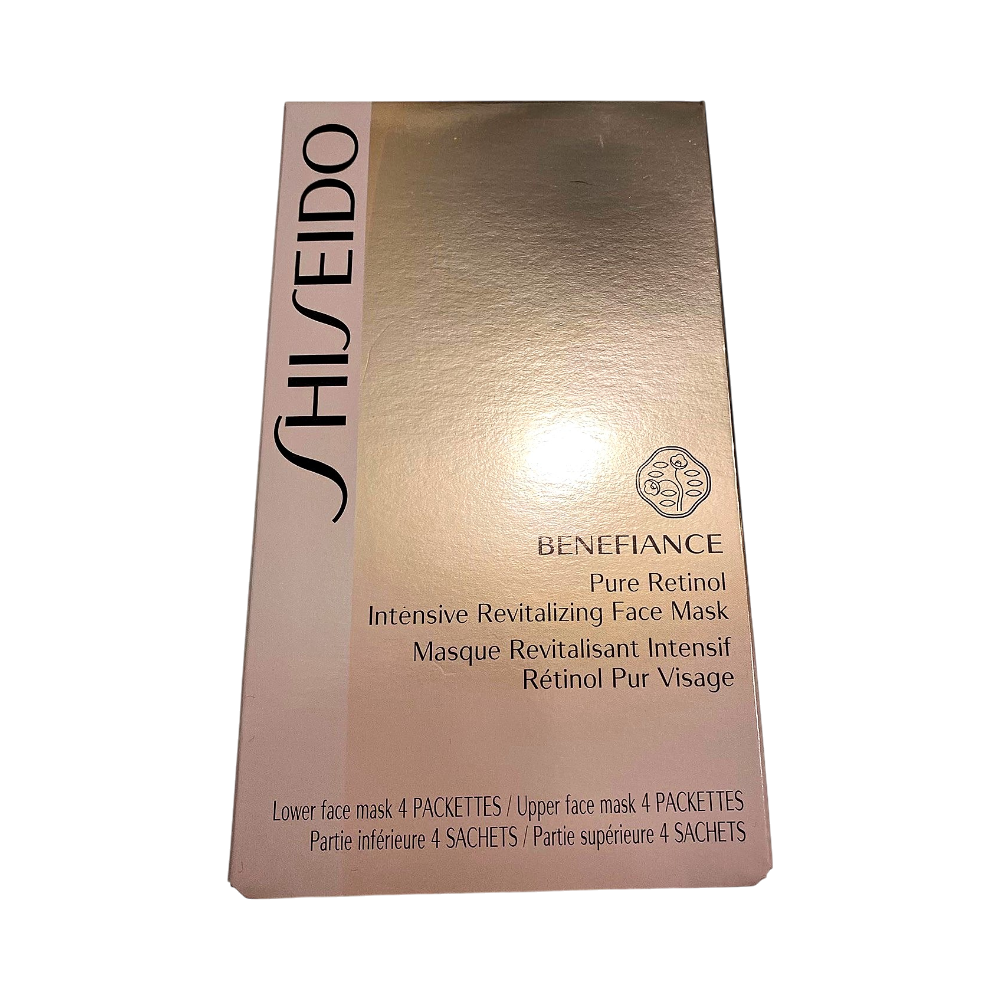 SHISEIDO
BENEFIANCE
Pure Retinol
Intensive Revitalizing Face Mask
Masque Revitalisant Intensif
Rétinol Pur Visage
Lower face mask 4 PACKETTES / Upper face mask 4 PACKETTES
Partie inférieure 4 SACHETS / Partie supérieure 4 SACHETS